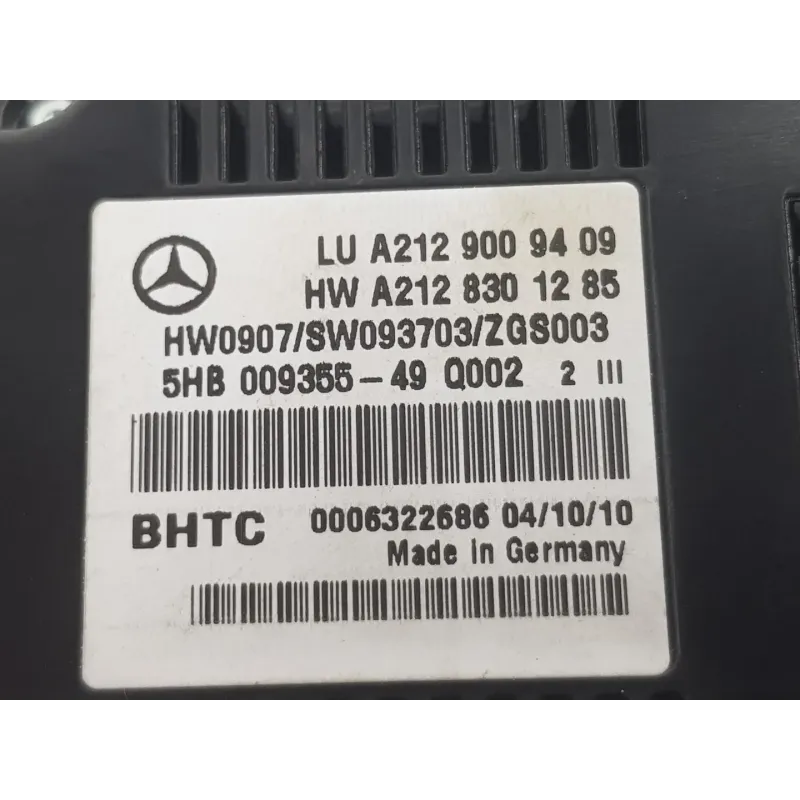 LU A212 900 94 09
HW A212 830 12 85
HW0907/SW093703/ZGS003
5HB 009355-49 Q002 2 III
BHTC 0006322686 04/10/10
Made in Germany